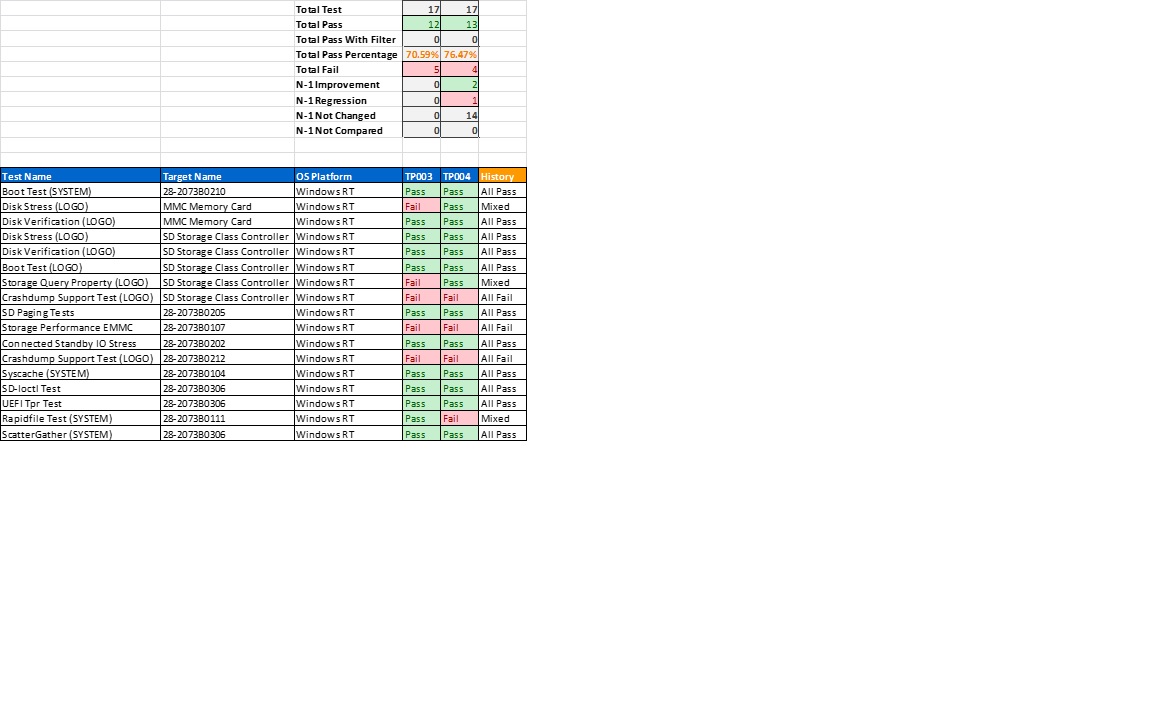 Total Test 17 17
Total Pass 12 13
Total Pass With Filter 0 0
Total Pass Percentage 70.59% 76.47%
Total Fail 5 4
N-1 Improvement 0 2
N-1 Regression 0 1
N-1 Not Changed 0 14
N-1 Not Compared 0 0
Test Name Target Name OS Platform TP003 TP004 History
Boot Test (SYSTEM) 28-2073B0210 Windows RT Pass Pass All Pass
Disk Stress (LOGO) MMC Memory Card Windows RT Fail Pass Mixed
Disk Verification (LOGO) MMC Memory Card Windows RT Pass Pass All Pass
Disk Stress (LOGO) SD Storage Class Controller Windows RT Pass Pass All Pass
Disk Verification (LOGO) SD Storage Class Controller Windows RT Pass Pass All Pass
Boot Test (LOGO) SD Storage Class Controller Windows RT Pass Pass All Pass
Storage Query Property (LOGO) SD Storage Class Controller Windows RT Fail Pass Mixed
Crashdump Support Test (LOGO) SD Storage Class Controller Windows RT Fail Fail All Fail
SD Paging Tests 28-2073B0205 Windows RT Pass Pass All Pass
Storage Performance EMMC 28-2073B0107 Windows RT Fail Fail All Fail
Connected Standby IO Stress 28-2073B0202 Windows RT Pass Pass All Pass
Crashdump Support Test (LOGO) 28-2073B0212 Windows RT Fail Fail All Fail
Syscache (SYSTEM) 28-2073B0104 Windows RT Pass Pass All Pass
SD-Ioctl Test 28-2073B0306 Windows RT Pass Pass All Pass
UEFI Tpr Test 28-2073B0306 Windows RT Pass Pass All Pass
Rapidfile Test (SYSTEM) 28-2073B0111 Windows RT Pass Fail Mixed
ScatterGather (SYSTEM) 28-2073B0306 Windows RT Pass Pass All Pass